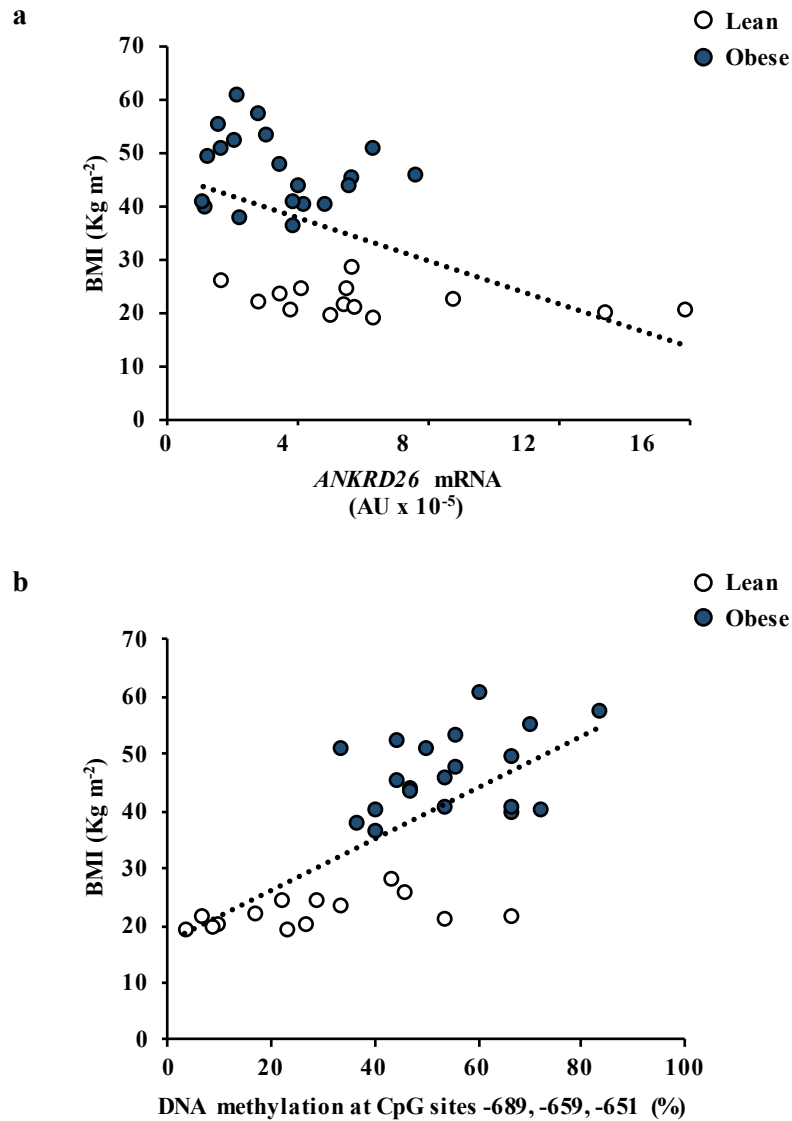 a
Lean
Obese
70
60
50
40
30
20
10
0
BMI (Kg m-2)
0 4 8 12 16
ANKRD26 mRNA
(AU x 10-5)
b
Lean
Obese
70
60
50
40
30
20
10
0
BMI (Kg m-2)
0 20 40 60 80 100
DNA methylation at CpG sites -689, -659, -651 (%)